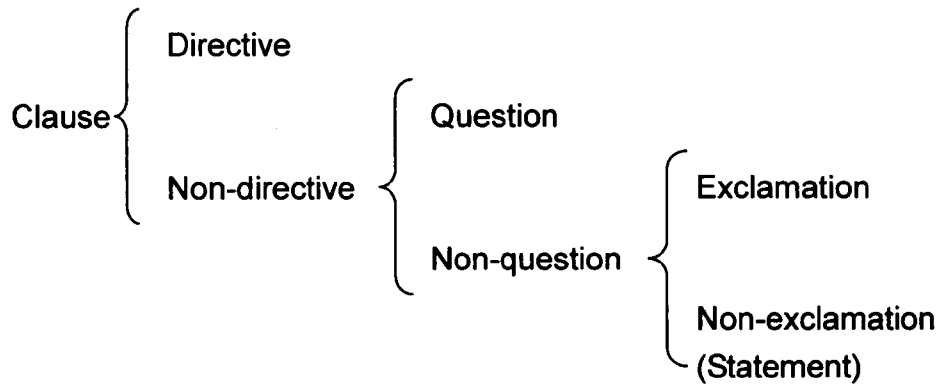 Directive
Clause
Question
Non-directive
Exclamation
Non-question
Non-exclamation
(Statement)